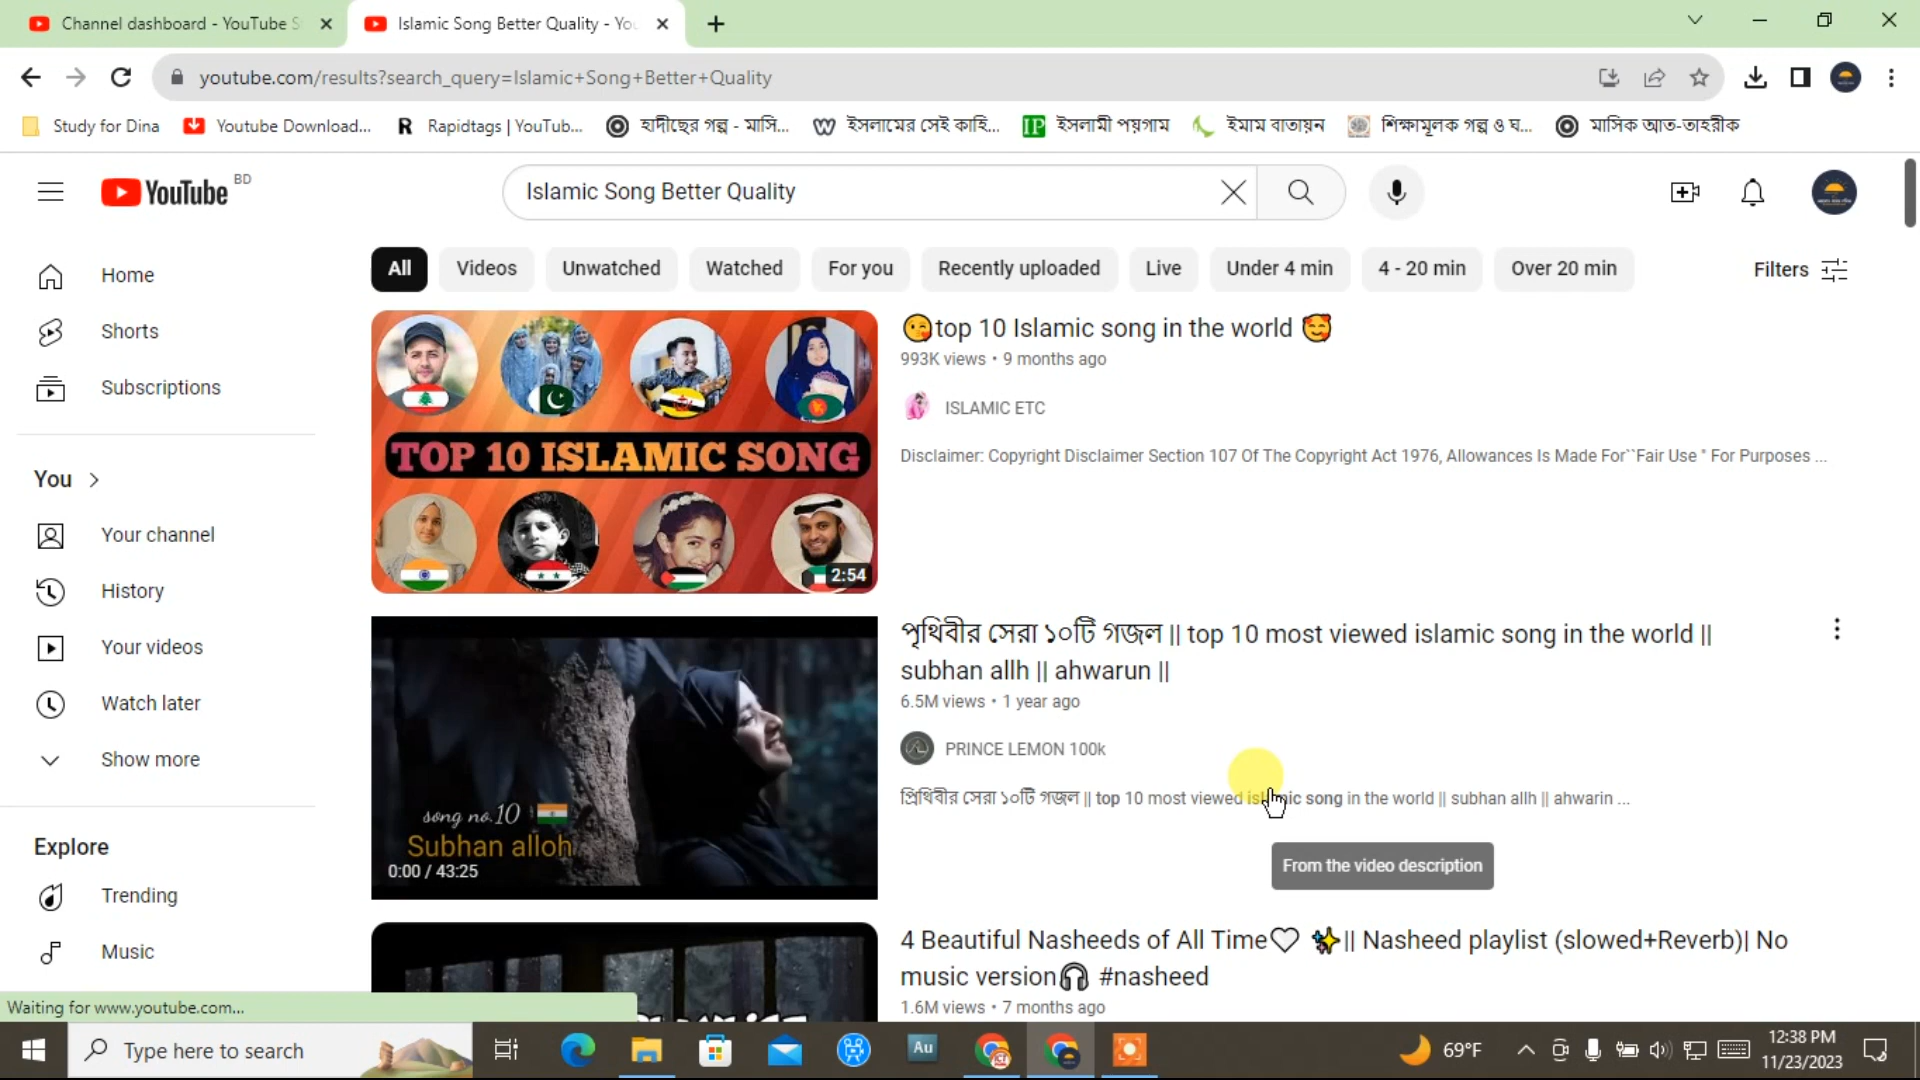 Channel dashboard - YouTube S
Islamic Song Better Quality - You
youtube.com/results?search_query=Islamic+Song+Better+Quality
Study for Dina
Youtube Download...
Rapidtags | YouTub...
হাদীছের গল্প - মাসি...
ইসলামের সেই কাহি...
IP
ইসলামী পয়গাম
ইমাম বাতায়ন
শিক্ষামূলক গল্প ও ঘ...
মাসিক আত-তাহরীক
YouTube BD
Islamic Song Better Quality
All
Videos
Unwatched
Watched
For you
Recently uploaded
Live
Under 4 min
4 - 20 min
Over 20 min
Filters
Home
Shorts
Subscriptions
You
Your channel
History
Your videos
Watch later
Show more
Explore
Trending
Music
TOP 10 ISLAMIC SONG
2:54
😘top 10 Islamic song in the world 🥰
993K views • 9 months ago
ISLAMIC ETC
Disclaimer: Copyright Disclaimer Section 107 Of The Copyright Act 1976, Allowances Is Made For``Fair Use " For Purposes ...
song no.10
Subhan alloh
0:00 / 43:25
পৃথিবীর সেরা ১০টি গজল || top 10 most viewed islamic song in the world ||
subhan allh || ahwarun ||
6.5M views • 1 year ago
PRINCE LEMON 100k
প্রিথিবীর সেরা ১০টি গজল || top 10 most viewed islamic song in the world || subhan allh || ahwarin ...
From the video description
4 Beautiful Nasheeds of All Time♡ ✨|| Nasheed playlist (slowed+Reverb)| No
music version🎧 #nasheed
1.6M views • 7 months ago
Waiting for www.youtube.com...
Type here to search
Au
69°F
12:38 PM
11/23/2023